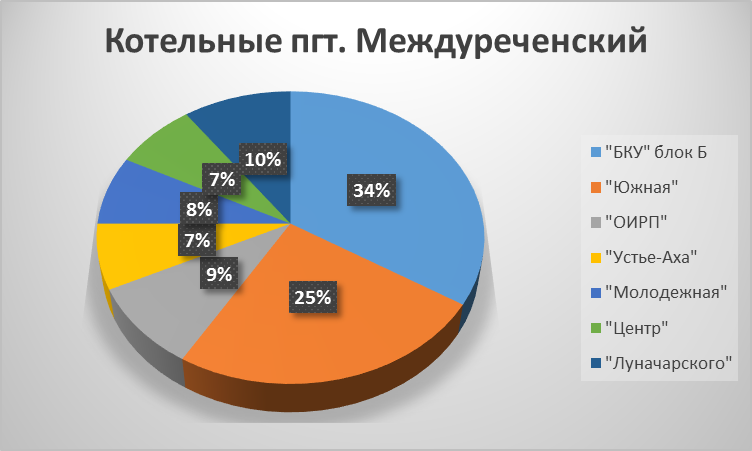 Котельные пгт. Междуреченский
10%
7%
34%
8%
7%
9%
25%
"БКУ" блок Б
"Южная"
"ОИРП"
"Устье-Аха"
"Молодежная"
"Центр"
"Луначарского"